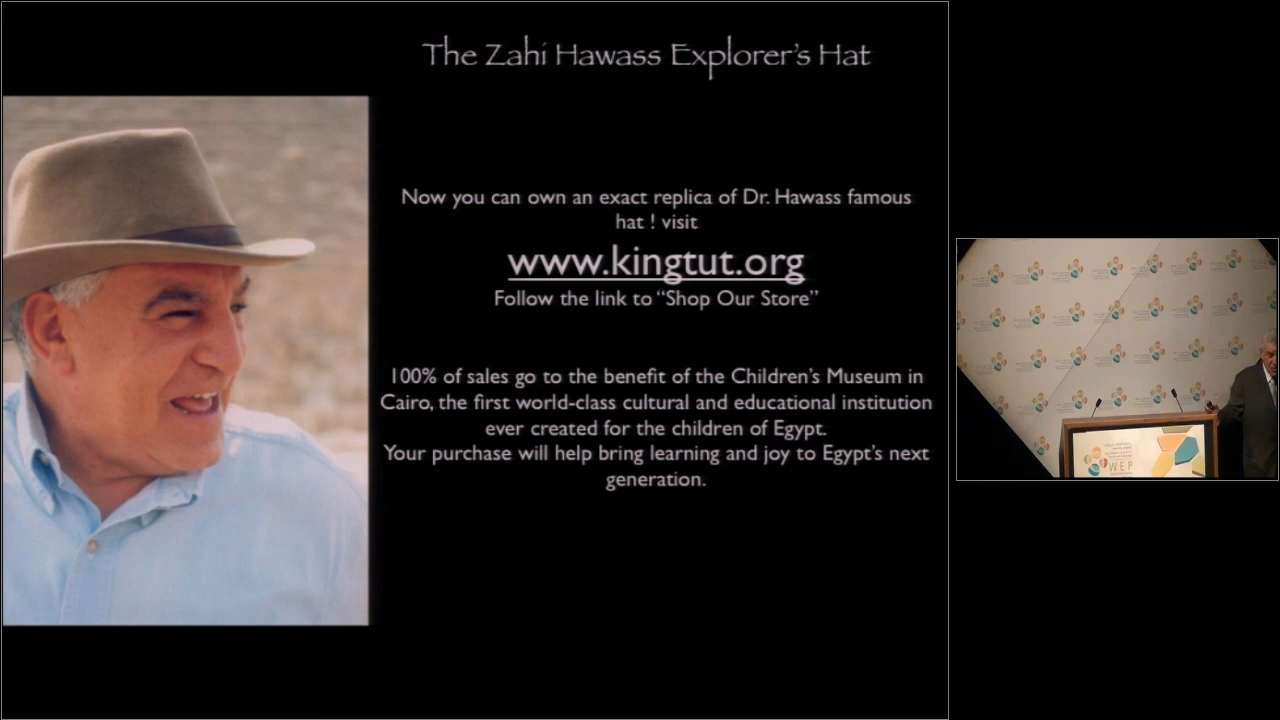 The Zahi Hawass Explorer's Hat
Now you can own an exact replica of Dr. Hawass famous
hat ! visit
www.kingtut.org
Follow the link to “Shop Our Store”
100% of sales go to the benefit of the Children's Museum in
Cairo, the first world-class cultural and educational institution
ever created for the children of Egypt.
Your purchase will help bring learning and joy to Egypt's next
generation.
WEP